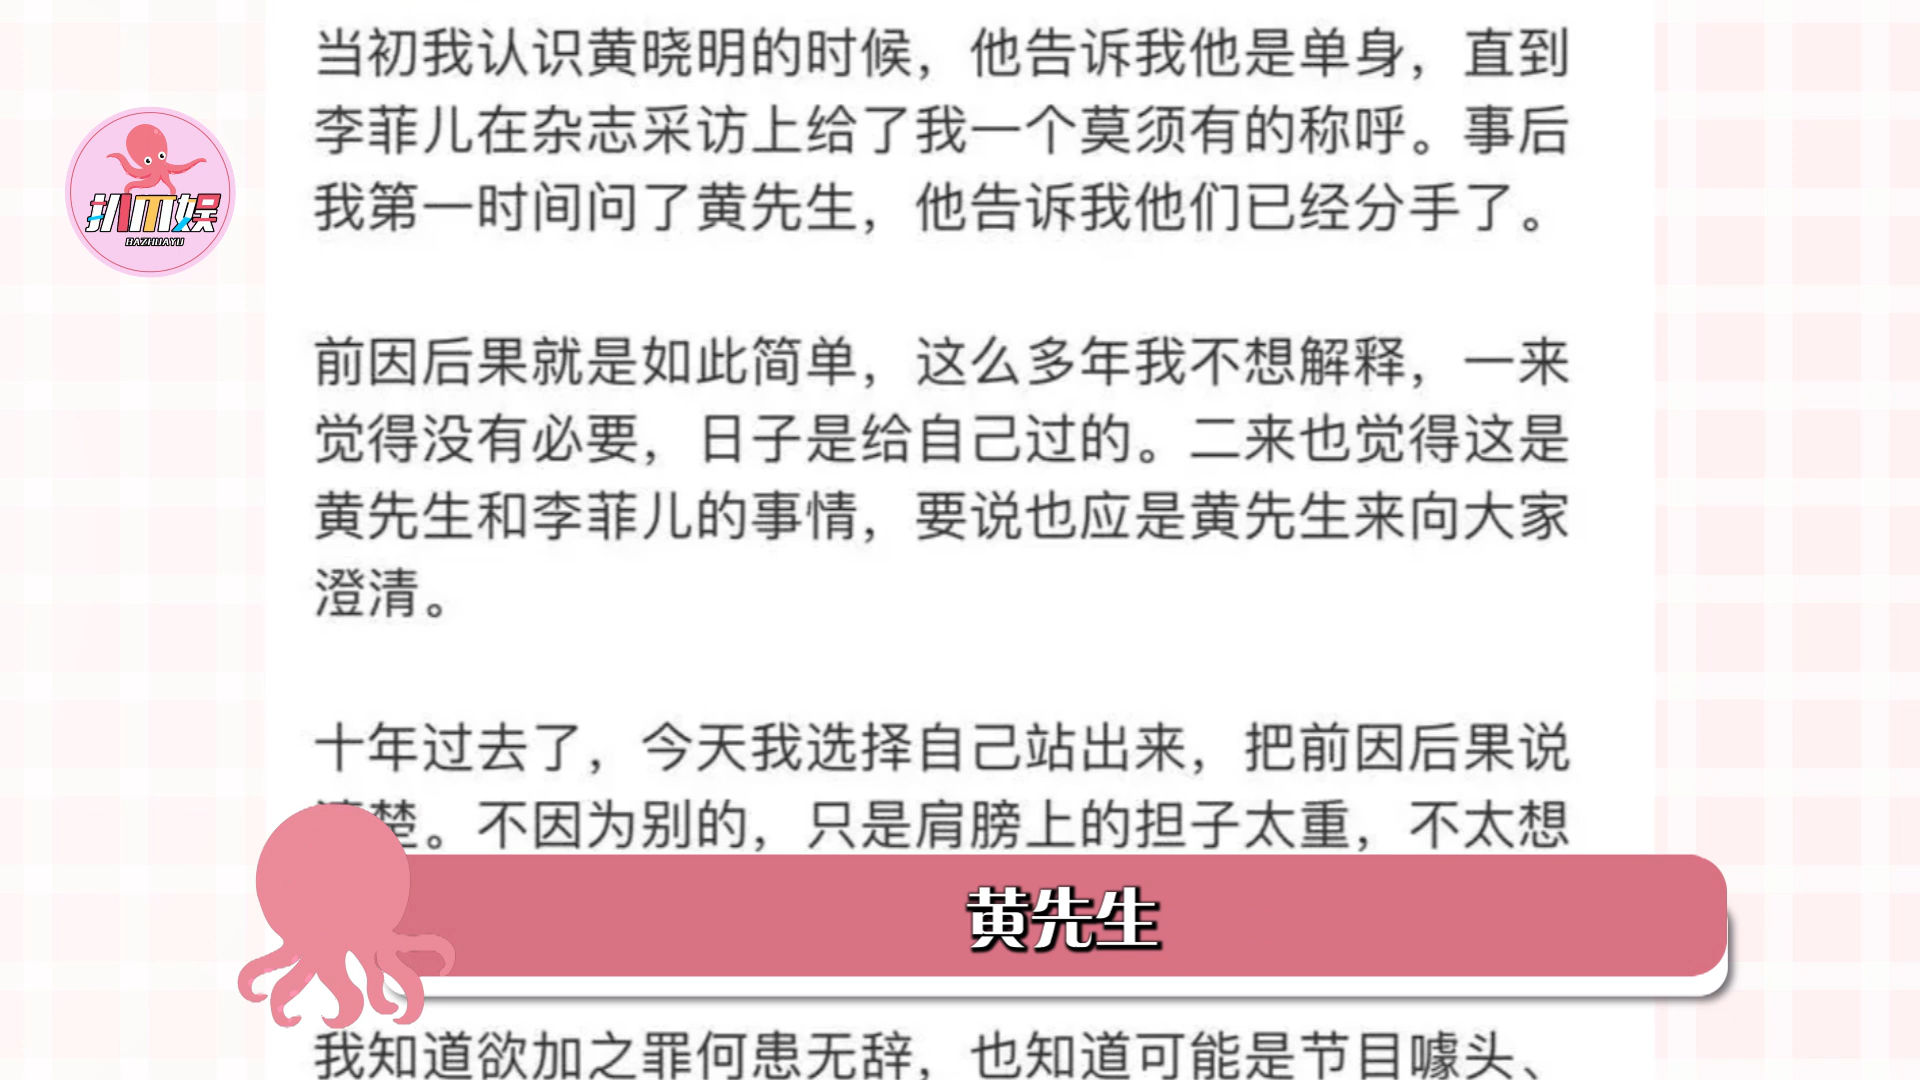 当初我认识黄晓明的时候，他告诉我他是单身，直到
李菲儿在杂志采访上给了我一个莫须有的称呼。事后
我第一时间问了黄先生，他告诉我他们已经分手了。
扒爪娱
BAZHUAYU
前因后果就是如此简单，这么多年我不想解释，一来
觉得没有必要，日子是给自己过的。二来也觉得这是
黄先生和李菲儿的事情，要说也应是黄先生来向大家
澄清。
十年过去了，今天我选择自己站出来，把前因后果说
清楚。不因为别的，只是肩膀上的担子太重，不太想
黄先生
我知道欲加之罪何患无辞，也知道可能是节目噱头、